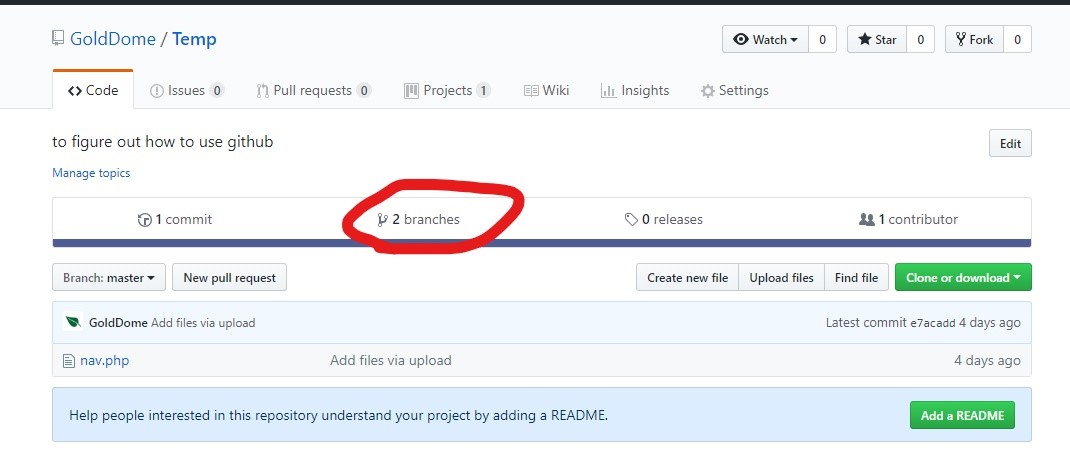 GoldDome / Temp
Watch 0 Star 0 Fork 0
Code Issues 0 Pull requests 0 Projects 1 Wiki Insights Settings
to figure out how to use github
Edit
Manage topics
1 commit 2 branches 0 releases 1 contributor
Branch: master New pull request Create new file Upload files Find file Clone or download
GoldDome Add files via upload Latest commit e7acadd 4 days ago
nav.php Add files via upload 4 days ago
Help people interested in this repository understand your project by adding a README. Add a README